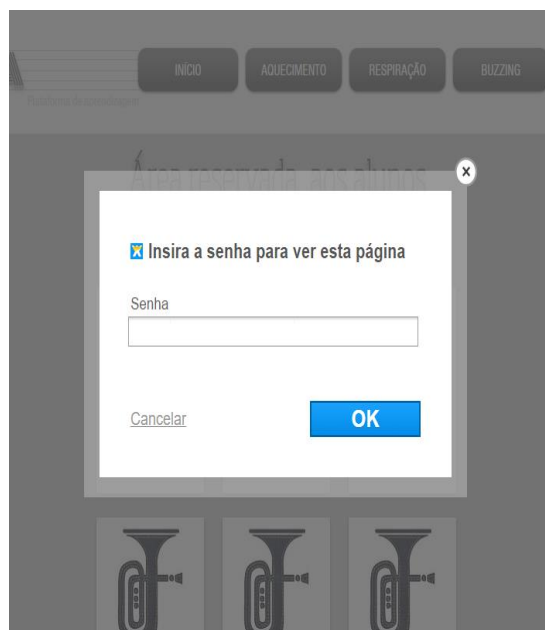 INÍCIO
AQUECIMENTO
RESPIRAÇÃO
BUZZING
Área reservada aos alunos
Insira a senha para ver esta página
Senha
Cancelar
OK